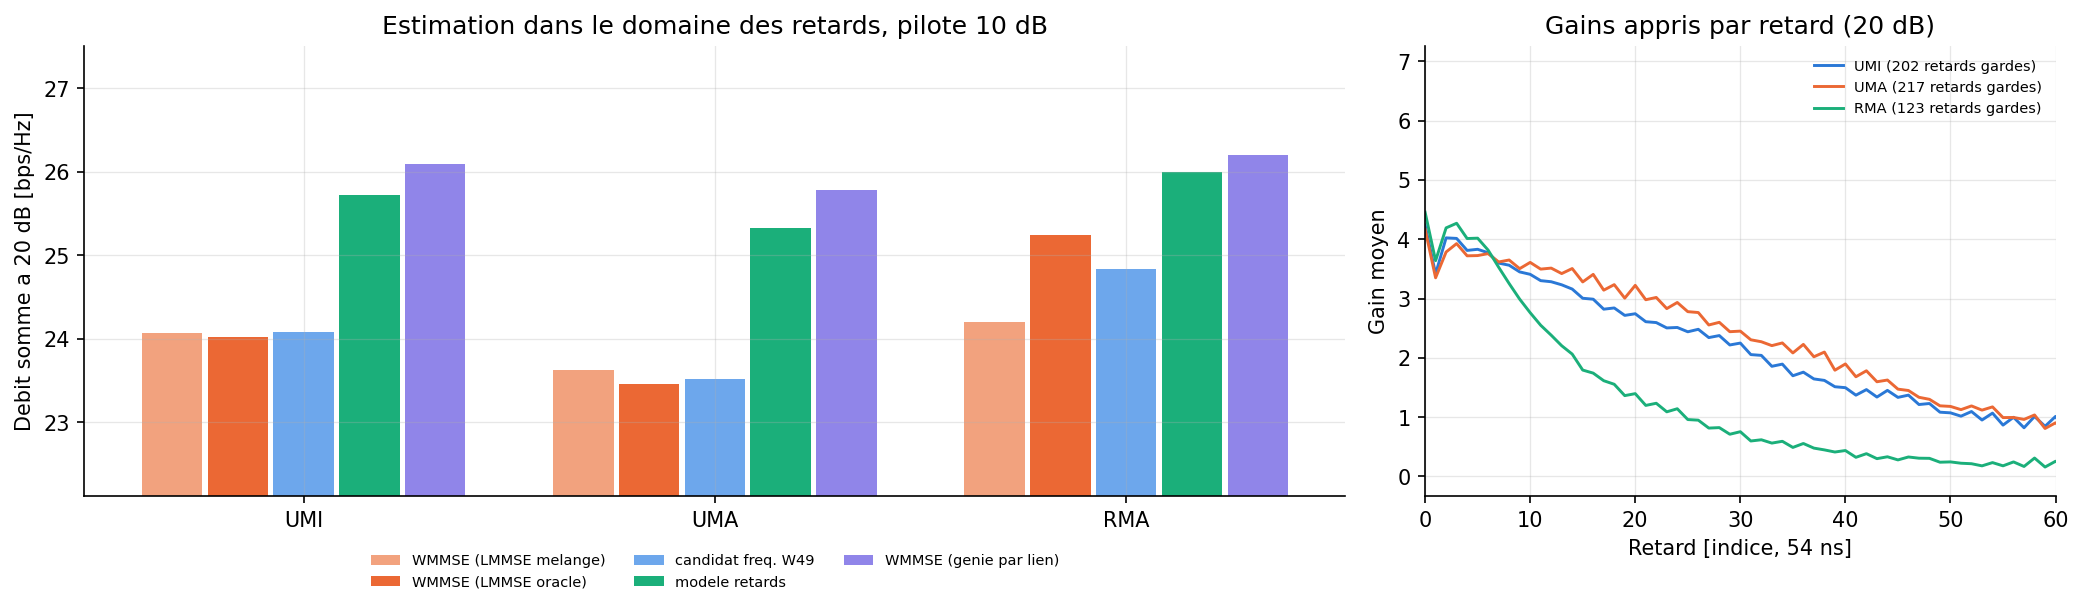 Estimation dans le domaine des retards, pilote 10 dB
Debit somme a 20 dB [bps/Hz]
27
26
25
24
23
UMI
UMA
RMA
WMMSE (LMMSE melange)
WMMSE (LMMSE oracle)
candidat freq. W49
modele retards
WMMSE (genie par lien)
Gains appris par retard (20 dB)
Gain moyen
7
6
5
4
3
2
1
0
UMI (202 retards gardes)
UMA (217 retards gardes)
RMA (123 retards gardes)
0
10
20
30
40
50
60
Retard [indice, 54 ns]